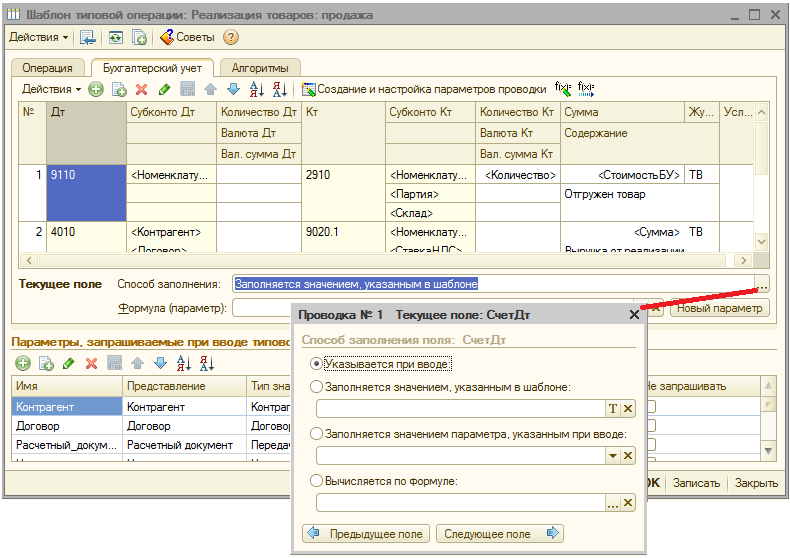 Шаблон типовой операции: Реализация товаров: продажа
Действия Советы
Операция Бухгалтерский учет Алгоритмы
Действия Создание и настройка параметров проводки
№ Дт Субконто Дт Количество Дт Кт Субконто Кт Количество Кт Сумма Жу... Усл...
Валюта Дт Валюта Кт Содержание
Вал. сумма Дт Вал. сумма Кт
1 9110 <Номенклату... 2910 <Номенклату... <Количество> <СтоимостьБУ> ТВ
<Партия> Отгружен товар
<Склад>
2 4010 <Контрагент> 9020.1 <Номенклату... <Сумма> ТВ
<Договор> <СтавкаНДС> Выручка от реализации
Текущее поле Способ заполнения: Заполняется значением, указанным в шаблоне ...
Формула (параметр): Новый параметр
Проводка № 1 Текущее поле: СчетДт
Способ заполнения поля: СчетДт
Указывается при вводе:
Заполняется значением, указанным в шаблоне:
T
Заполняется значением параметра, указанным при вводе:
Вычисляется по формуле:
...
Предыдущее поле Следующее поле
Параметры, запрашиваемые при вводе типово
Имя Представление Тип зна Не запрашивать
Контрагент Контрагент Контраг
Договор Договор Договор
Расчетный_докум... Расчетный документ Передач
OK Записать Закрыть